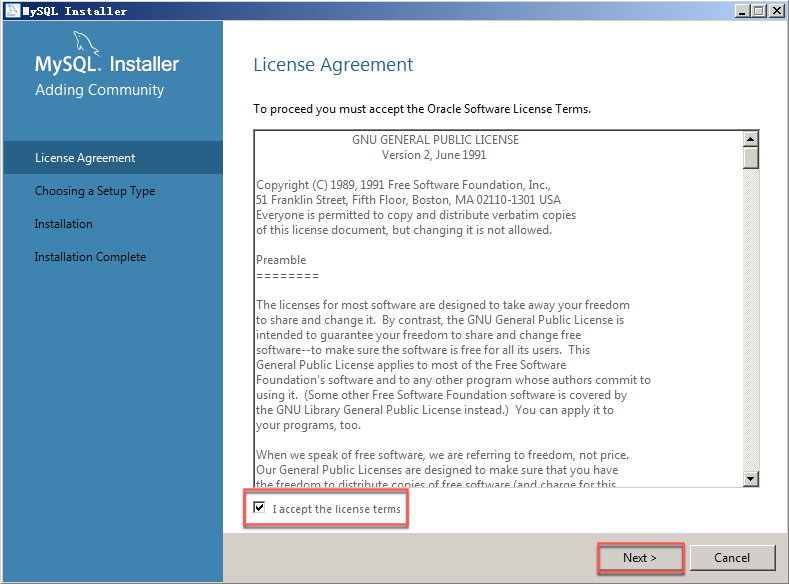 MySQL Installer
MySQL. Installer
Adding Community
License Agreement
Choosing a Setup Type
Installation
Installation Complete
License Agreement
To proceed you must accept the Oracle Software License Terms.
GNU GENERAL PUBLIC LICENSE
Version 2, June 1991
Copyright (C) 1989, 1991 Free Software Foundation, Inc.,
51 Franklin Street, Fifth Floor, Boston, MA 02110-1301 USA
Everyone is permitted to copy and distribute verbatim copies
of this license document, but changing it is not allowed.
Preamble
========
The licenses for most software are designed to take away your freedom
to share and change it.  By contrast, the GNU General Public License is
intended to guarantee your freedom to share and change free
software--to make sure the software is free for all its users.  This
General Public License applies to most of the Free Software
Foundation's software and to any other program whose authors commit to
using it.  (Some other Free Software Foundation software is covered by
the GNU Library General Public License instead.)  You can apply it to
your programs, too.
When we speak of free software, we are referring to freedom, not price.
Our General Public Licenses are designed to make sure that you have
the freedom to distribute copies of free software (and charge for this
I accept the license terms
Next >
Cancel